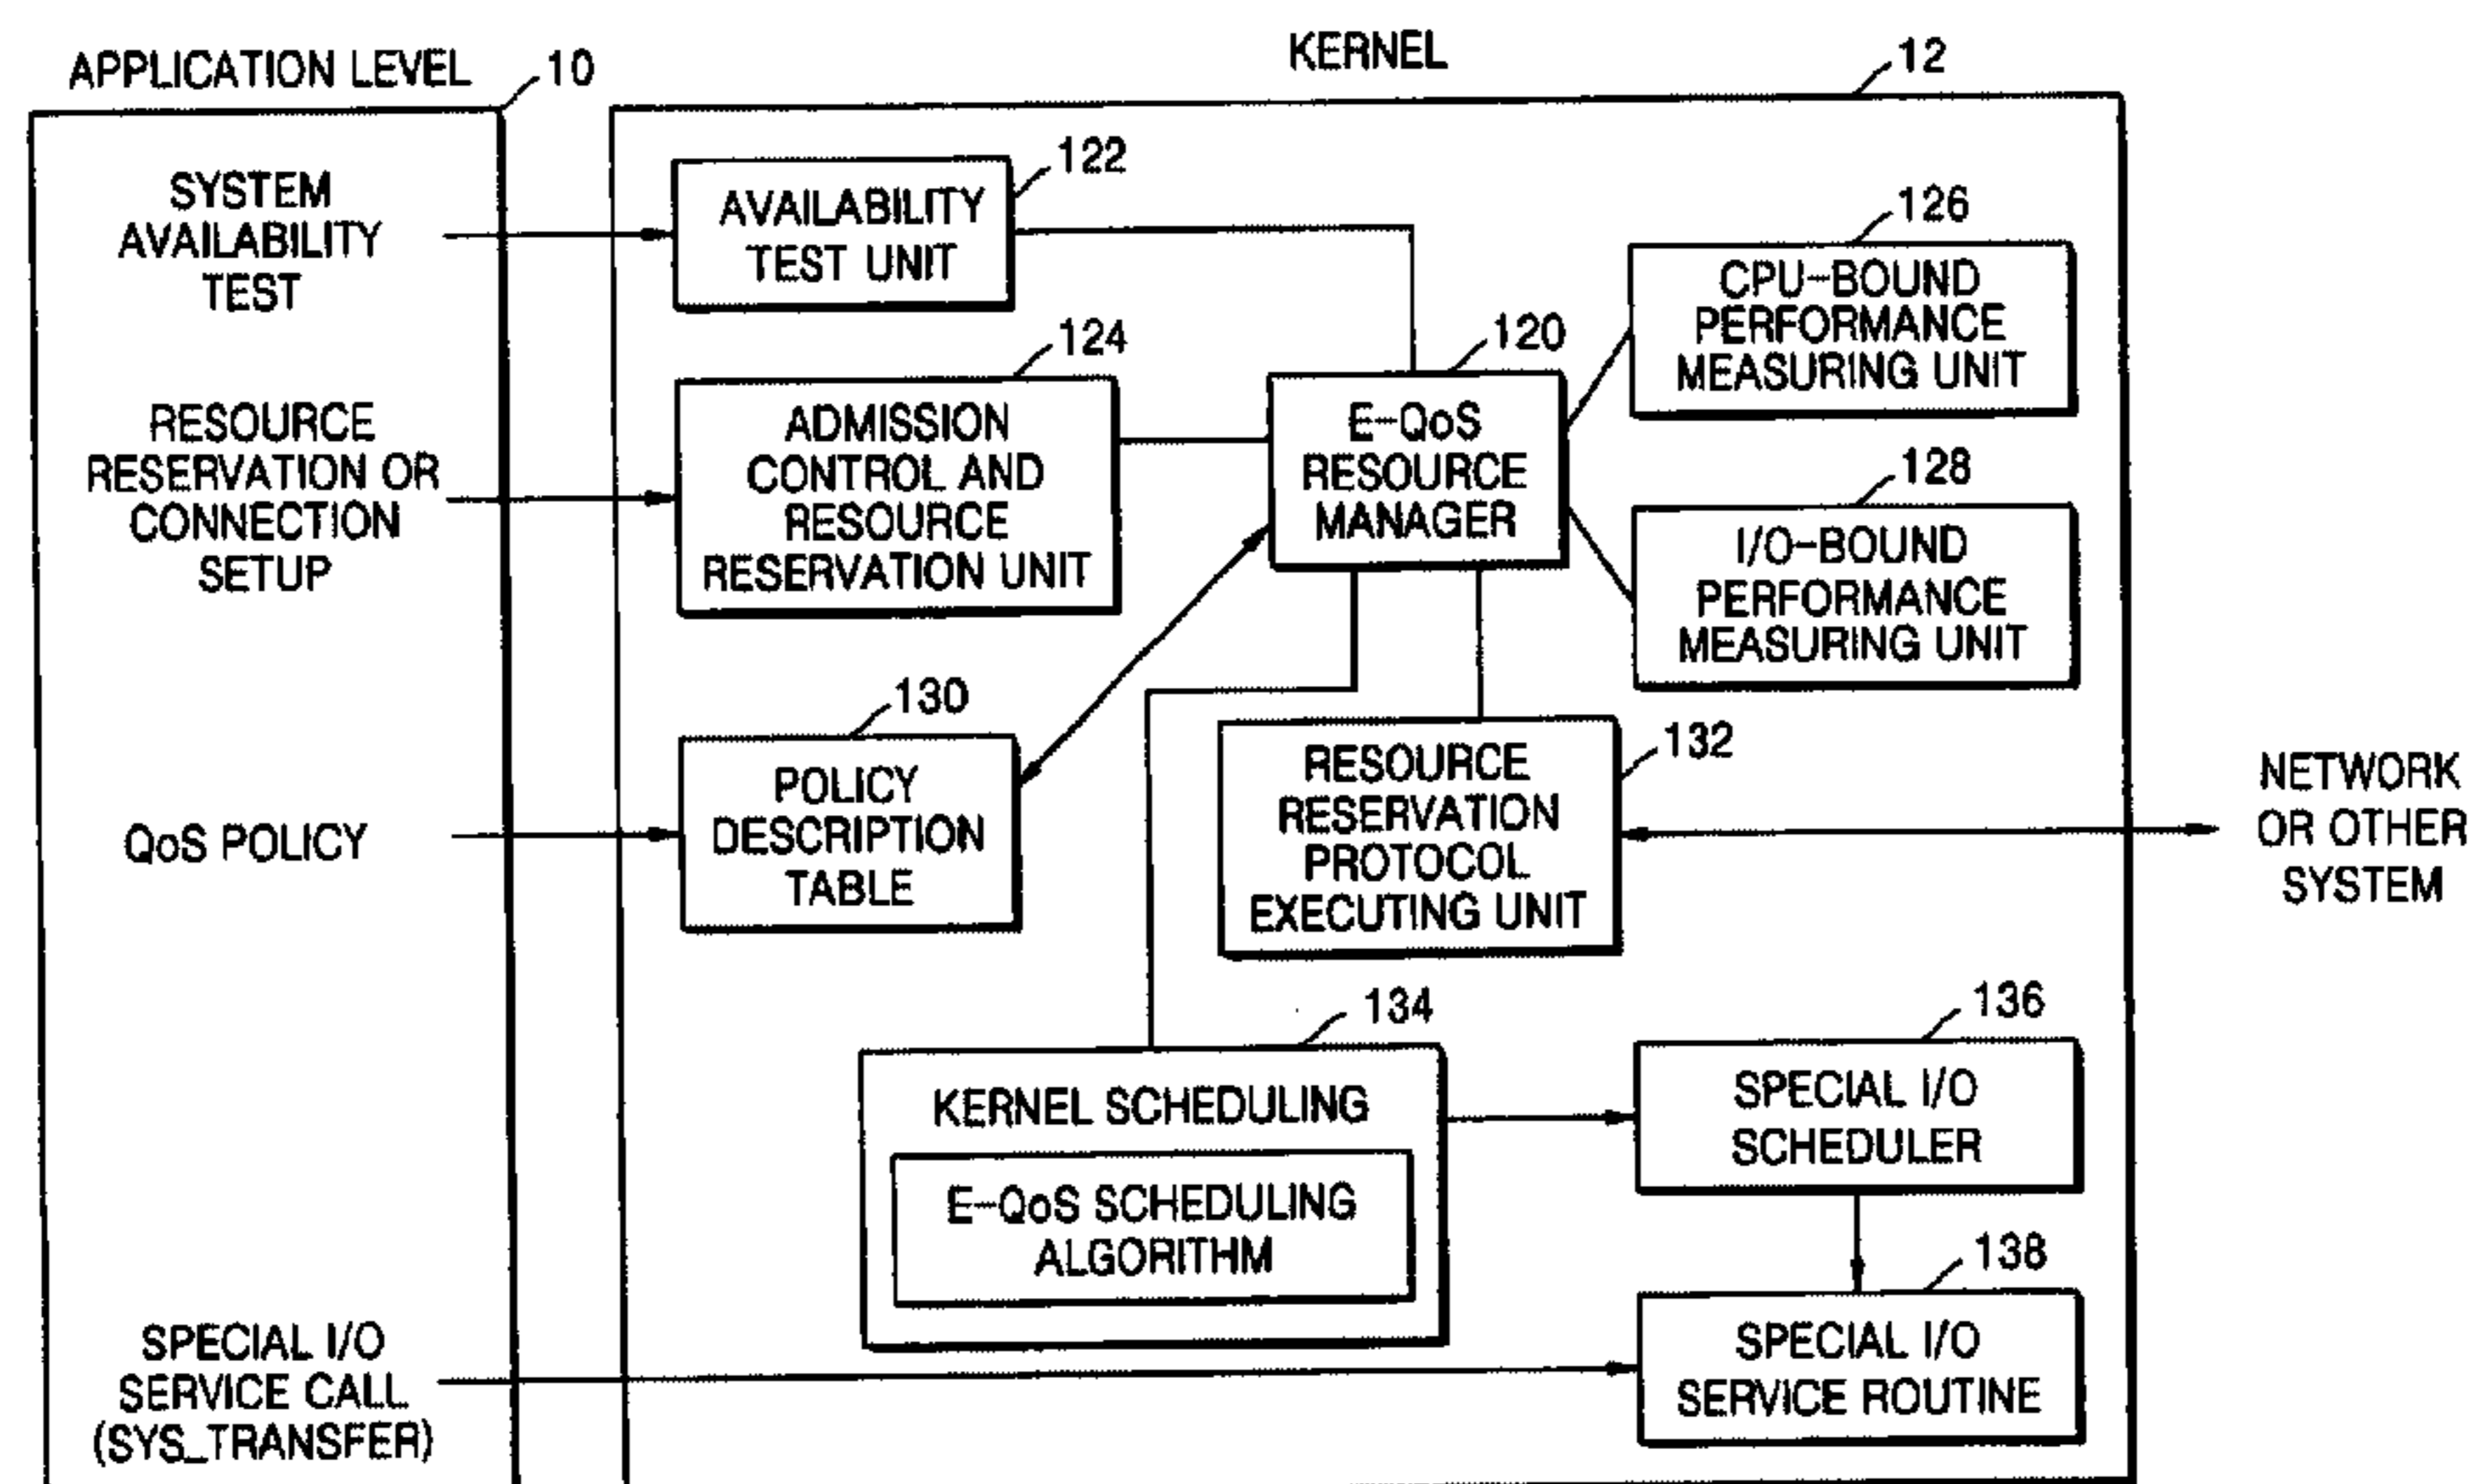 APPLICATION LEVEL
10
KERNEL
12
SYSTEM
AVAILABILITY
TEST
AVAILABILITY
TEST UNIT
122
CPU-BOUND
PERFORMANCE
MEASURING UNIT
126
RESOURCE
RESERVATION OR
CONNECTION
SETUP
ADMISSION
CONTROL AND
RESOURCE
RESERVATION UNIT
124
E-QoS
RESOURCE
MANAGER
120
I/O-BOUND
PERFORMANCE
MEASURING UNIT
128
QoS POLICY
POLICY
DESCRIPTION
TABLE
130
RESOURCE
RESERVATION
PROTOCOL
EXECUTING UNIT
132
NETWORK
OR OTHER
SYSTEM
KERNEL SCHEDULING
134
E-QoS SCHEDULING
ALGORITHM
SPECIAL I/O
SCHEDULER
136
SPECIAL I/O
SERVICE CALL
(SYS_TRANSFER)
SPECIAL I/O
SERVICE ROUTINE
138